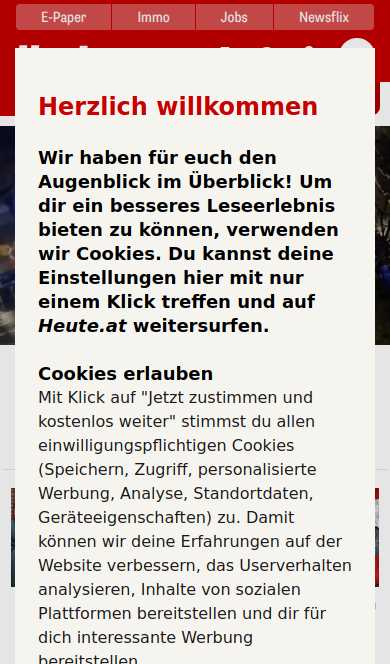 E-Paper Immo Jobs Newsflix
Herzlich willkommen
Wir haben für euch den
Augenblick im Überblick! Um
dir ein besseres Leseerlebnis
bieten zu können, verwenden
wir Cookies. Du kannst deine
Einstellungen hier mit nur
einem Klick treffen und auf
Heute.at weitersurfen.
Cookies erlauben
Mit Klick auf "Jetzt zustimmen und
kostenlos weiter" stimmst du allen
einwilligungspflichtigen Cookies
(Speichern, Zugriff, personalisierte
Werbung, Analyse, Standortdaten,
Geräteeigenschaften) zu. Damit
können wir deine Erfahrungen auf der
Website verbessern, das Userverhalten
analysieren, Inhalte von sozialen
Plattformen bereitstellen und dir für
dich interessante Werbung
bereitstellen